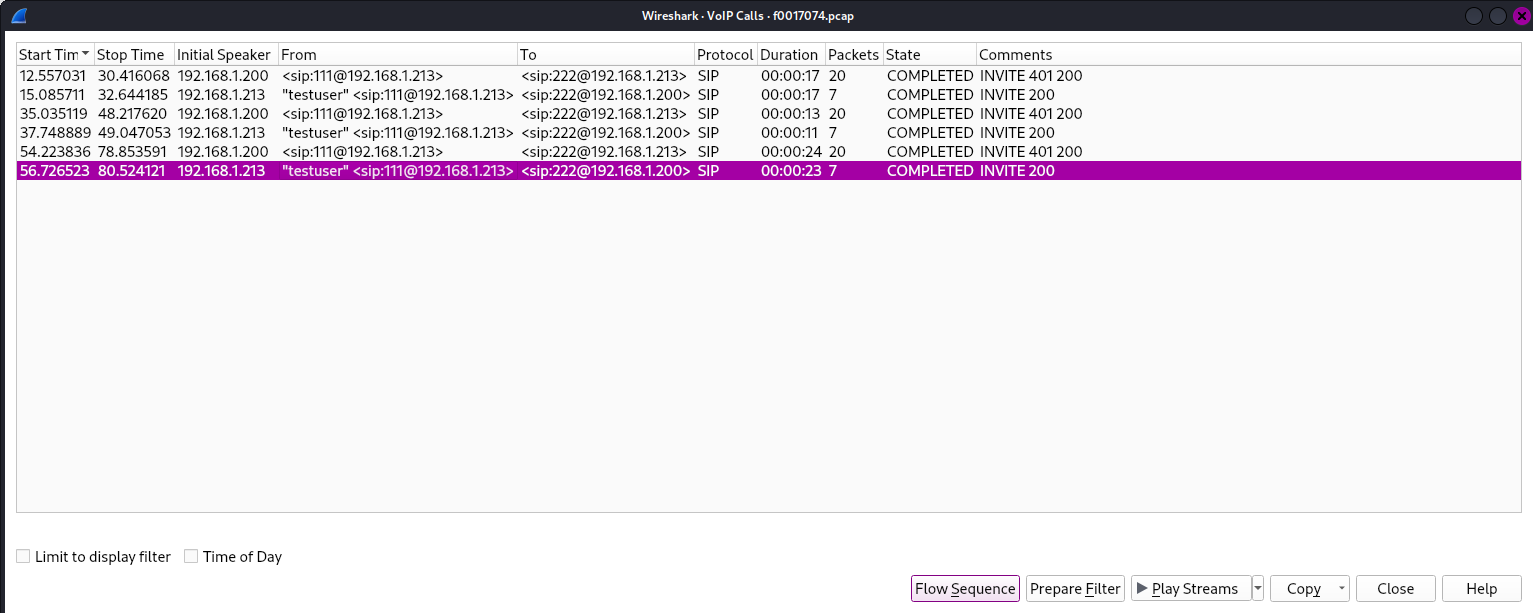 Wireshark · VoIP Calls · f0017074.pcap
Start Tim Stop Time Initial Speaker From To Protocol Duration Packets State Comments
12.557031 30.416068 192.168.1.200 <sip:111@192.168.1.213> <sip:222@192.168.1.213> SIP 00:00:17 20 COMPLETED INVITE 401 200
15.085711 32.644185 192.168.1.213 "testuser" <sip:111@192.168.1.213> <sip:222@192.168.1.200> SIP 00:00:17 7 COMPLETED INVITE 200
35.035119 48.217620 192.168.1.200 <sip:111@192.168.1.213> <sip:222@192.168.1.213> SIP 00:00:13 20 COMPLETED INVITE 401 200
37.748889 49.047053 192.168.1.213 "testuser" <sip:111@192.168.1.213> <sip:222@192.168.1.200> SIP 00:00:11 7 COMPLETED INVITE 200
54.223836 78.853591 192.168.1.200 <sip:111@192.168.1.213> <sip:222@192.168.1.213> SIP 00:00:24 20 COMPLETED INVITE 401 200
56.726523 80.524121 192.168.1.213 "testuser" <sip:111@192.168.1.213> <sip:222@192.168.1.200> SIP 00:00:23 7 COMPLETED INVITE 200
Limit to display filter Time of Day
Flow Sequence Prepare Filter Play Streams Copy Close Help